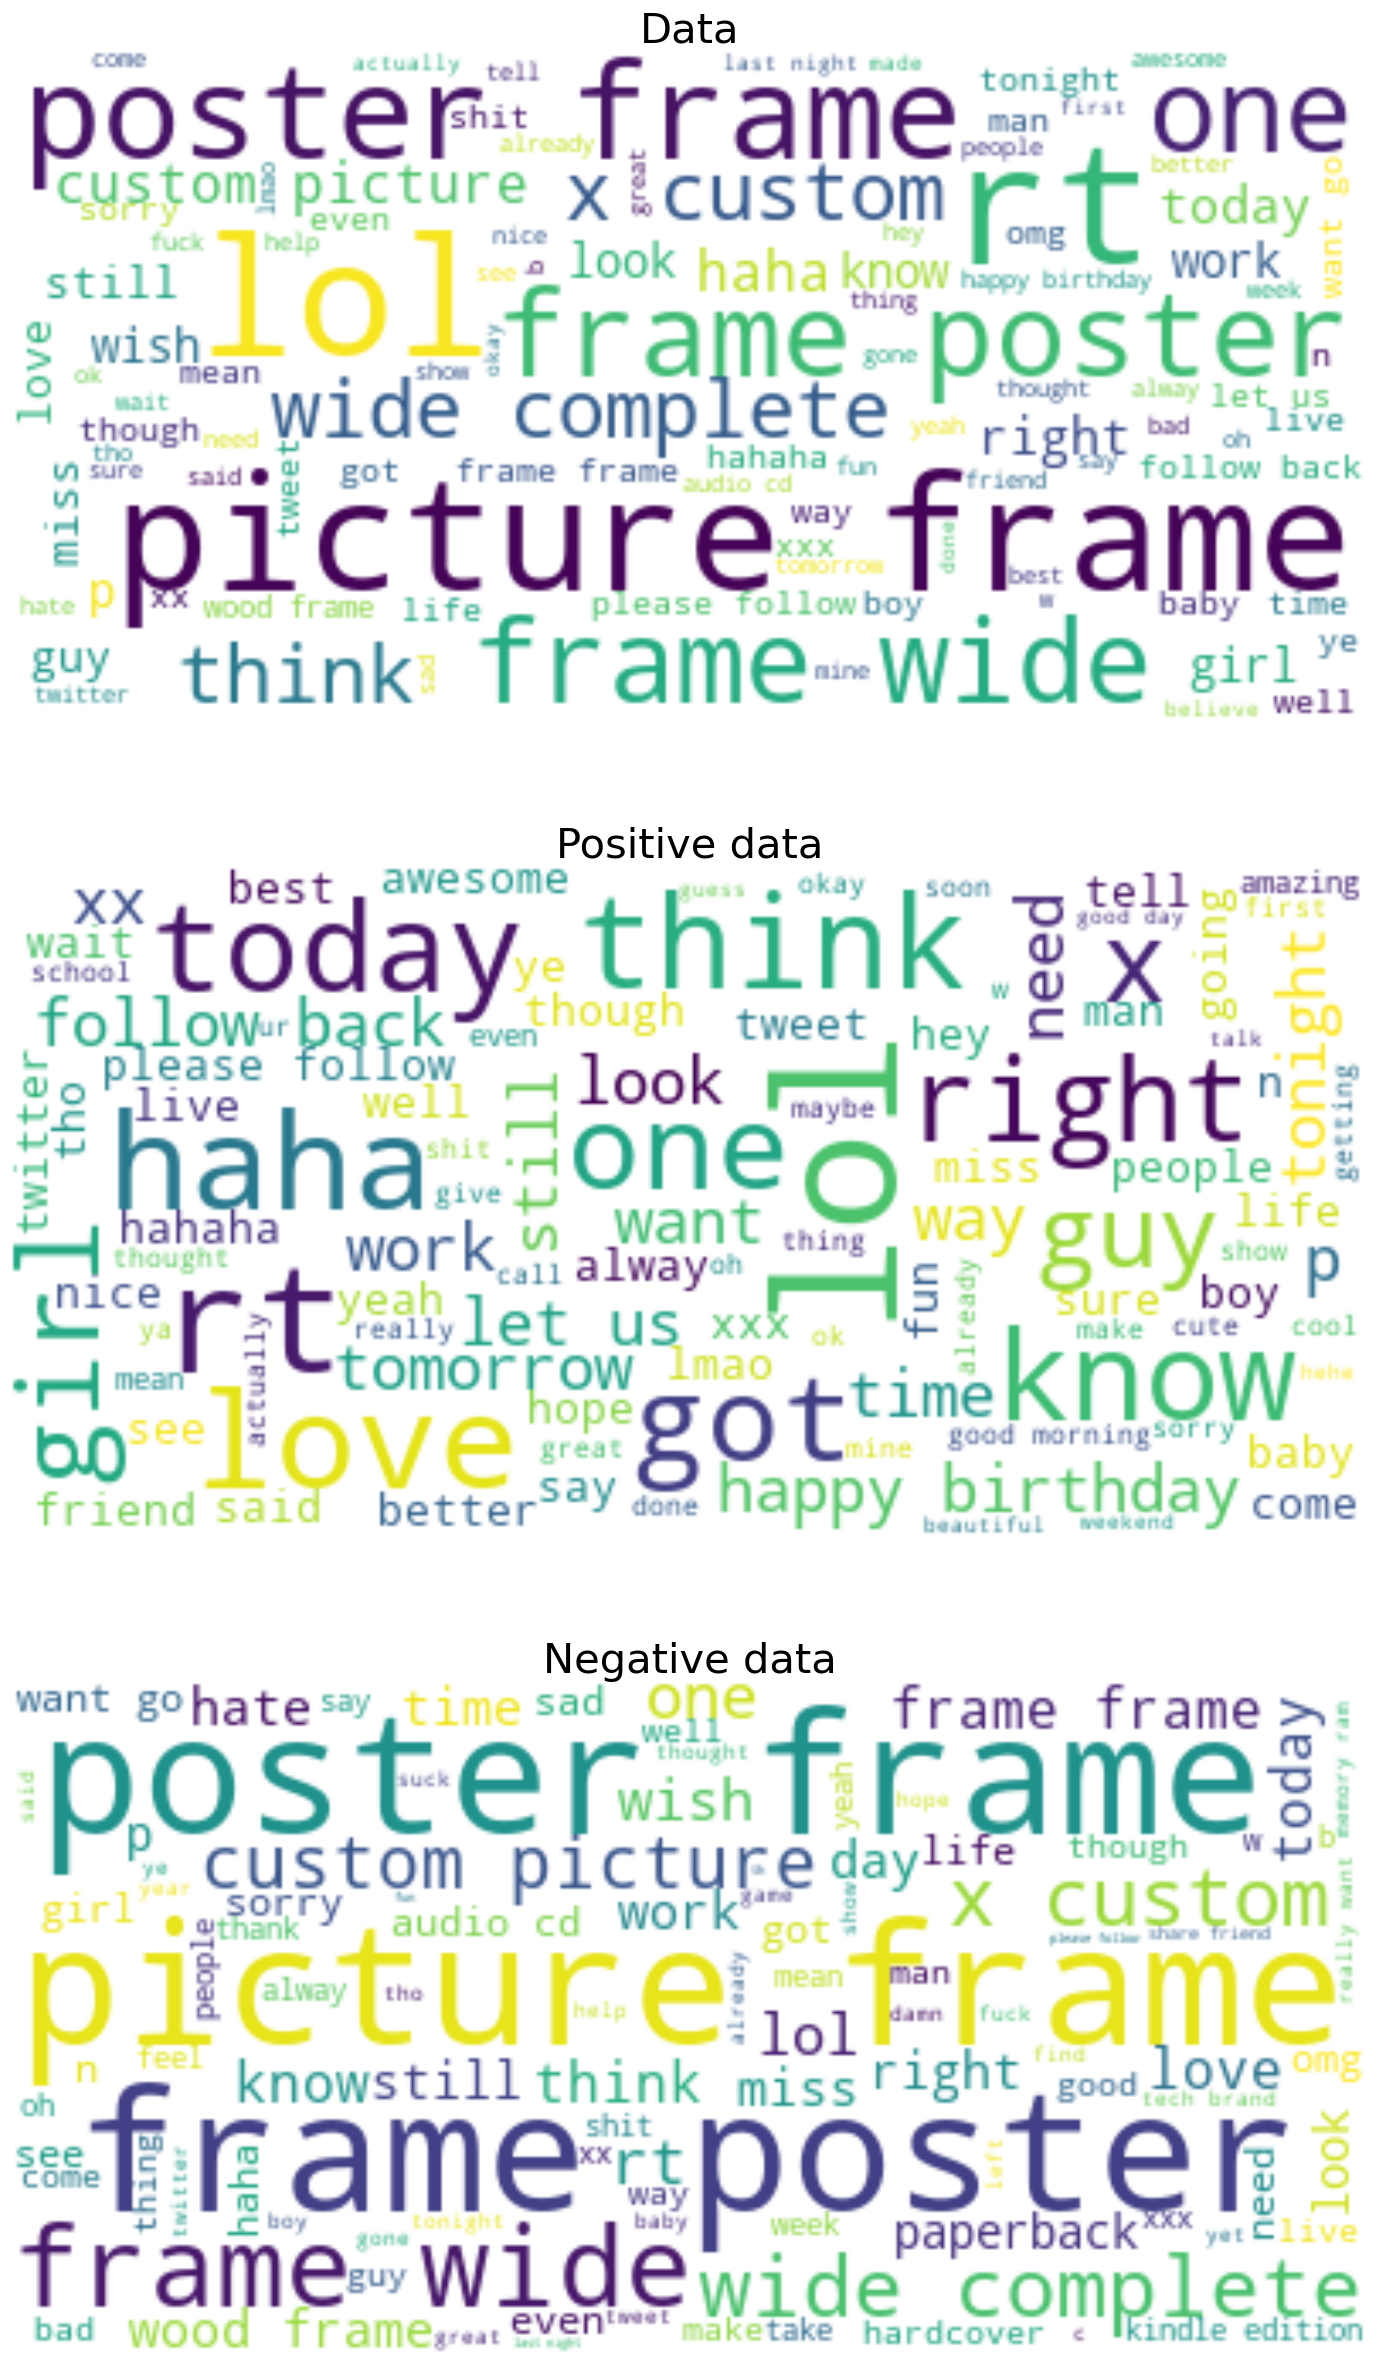 Data
come actually tell last night made awesome
poster frame one
shit already tonight man first people better
custom picture lmao great x custom rt today want go
sorry even fuck help nice hey omg work
still lol see b look haha know happy birthday week
love wish okay frame thing poster gone n
ok mean show wide complete thought alway let us
wait though need yeah right bad oh live
tho sure said tweet got frame frame hahaha fun say follow back
miss audio cd friend
picture frame
way xxx tomorrow done best
hate p xx wood frame life please follow boy w baby time
guy think sad frame wide mine girl ye
twitter believe well
Positive data
xx best awesome guess okay soon need tell amazing
wait today think good day going first
school ye x tonight
follow back ur even though tweet w hey man talk
twitter tho please follow look lol right n getting
live well still maybe
haha shit one miss people
give want way guy life
hahaha thought work alway oh thing show p
girl nice call fun already sure boy
rt yeah let us xxx ok make cute cool
ya actually really tomorrow lmao know hehe
mean love hope got time
see great mine good morning sorry baby
friend said better say done happy birthday come
beautiful weekend
Negative data
want go hate say time sad one frame frame today
poster frame well thought memory ram
said suck wish yeah hope
p custom picture day life though w b
ye year girl sorry work game show x custom
thank audio cd got share friend please follow
picture frame people already really want
alway tho help mean man
lol damn fuck
n feel know still think miss right find love omg
oh good tech brand
frame poster shit look
see come thing twitter haha xx rt left need
way boy tonight baby week paperback xxx yet live
frame wide gone guy wide complete
bad wood frame great even tweet last night make take hardcover c kindle edition